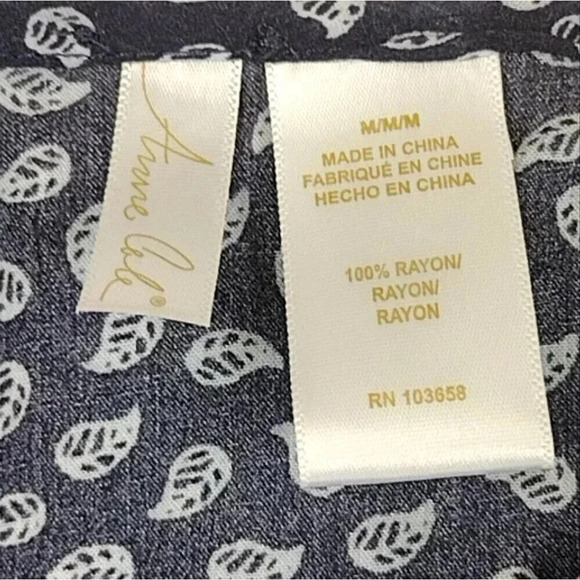 Anne Cole®
M/M/M
MADE IN CHINA
FABRIQUÉ EN CHINE
HECHO EN CHINA
100% RAYON/
RAYON/
RAYON
RN 103658